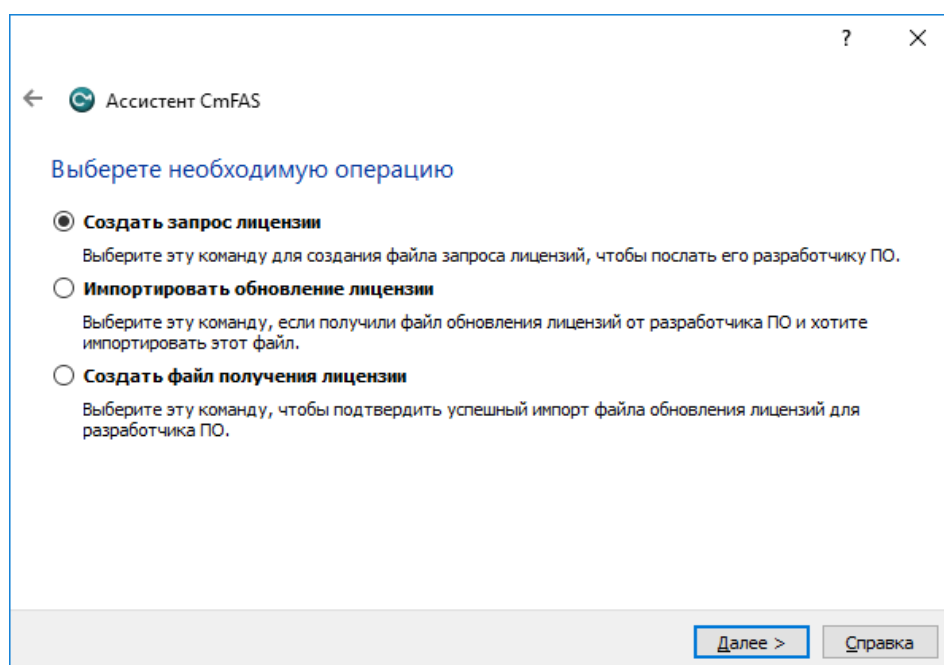 ?
Ассистент CmFAS
Выберете необходимую операцию
Создать запрос лицензии
Выберите эту команду для создания файла запроса лицензий, чтобы послать его разработчику ПО.
Импортировать обновление лицензии
Выберите эту команду, если получили файл обновления лицензий от разработчика ПО и хотите
импортировать этот файл.
Создать файл получения лицензии
Выберите эту команду, чтобы подтвердить успешный импорт файла обновления лицензий для
разработчика ПО.
Далее > Справка